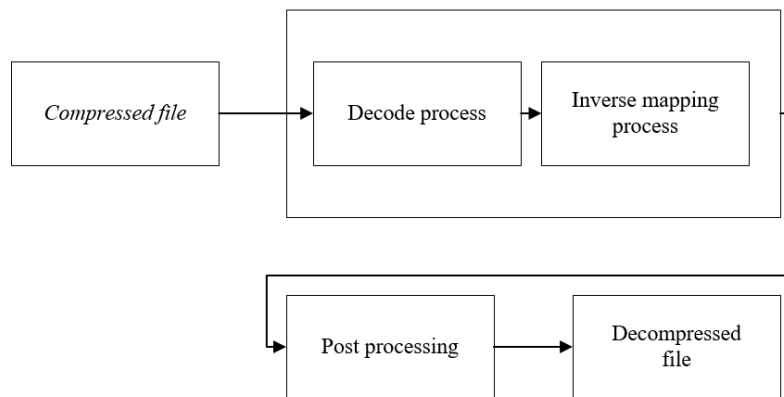 Compressed file
Decode process
Inverse mapping
process
Post processing
Decompressed
file